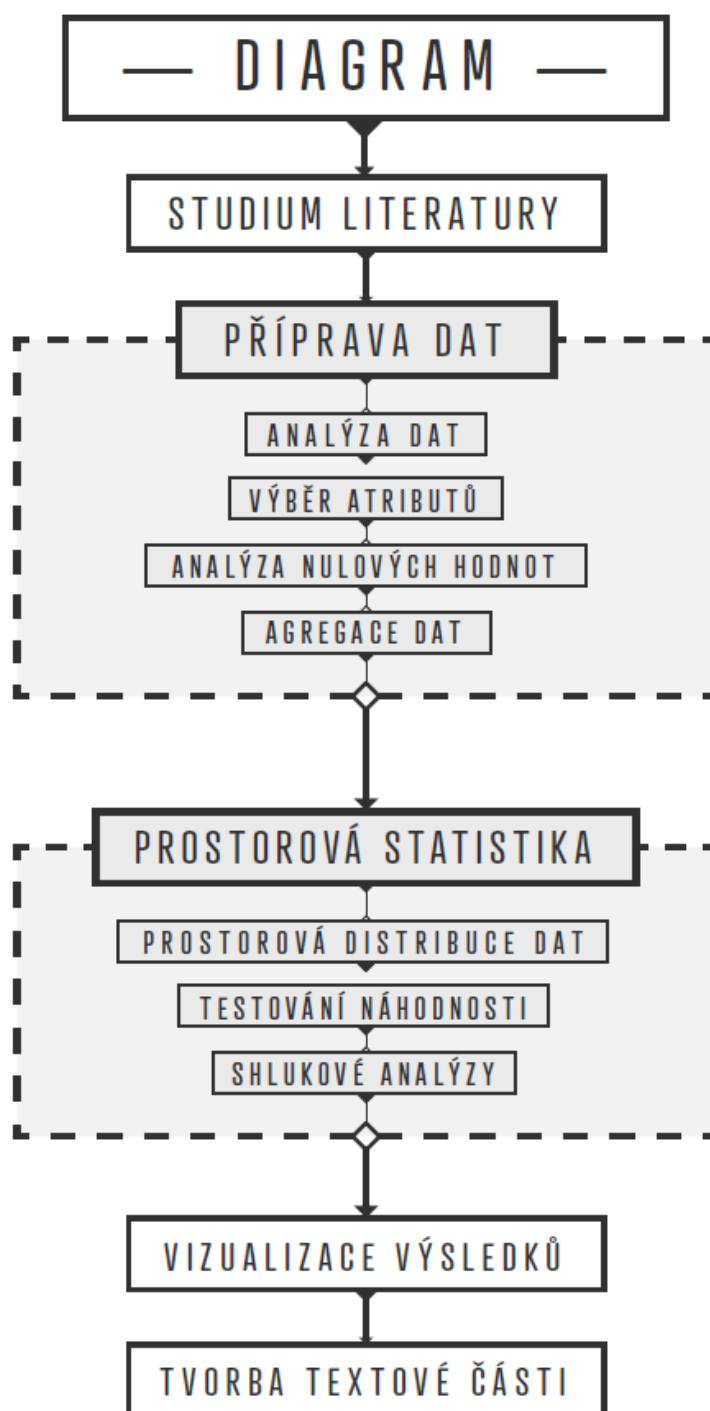 — DIAGRAM —
STUDIUM LITERATURY
PŘÍPRAVA DAT
ANALÝZA DAT
VÝBĚR ATRIBUTŮ
ANALÝZA NULOVÝCH HODNOT
AGREGACE DAT
PROSTOROVÁ STATISTIKA
PROSTOROVÁ DISTRIBUCE DAT
TESTOVÁNÍ NÁHODNOSTI
SHLUKOVÉ ANALÝZY
VIZUALIZACE VÝSLEDKŮ
TVORBA TEXTOVÉ ČÁSTI